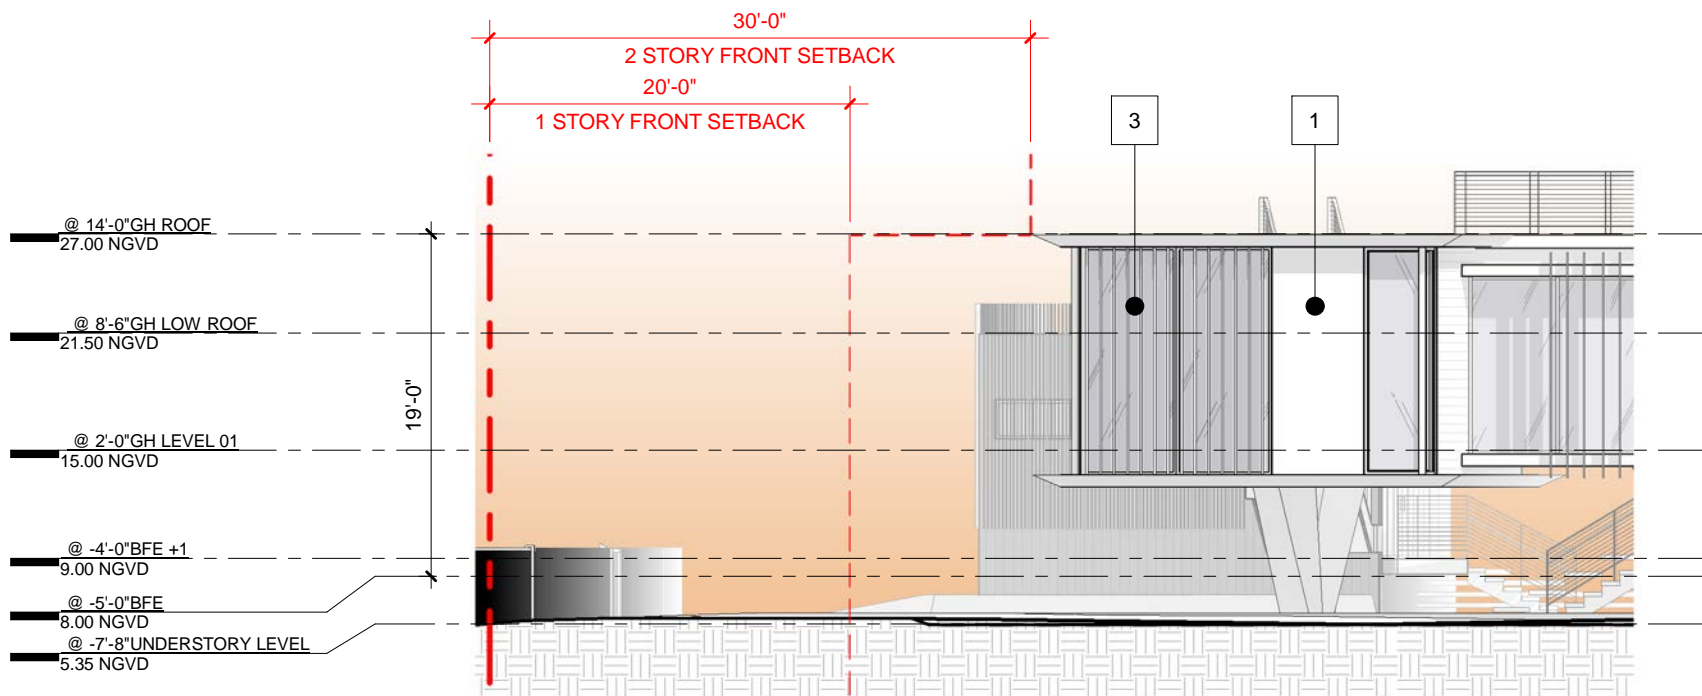 30'-0"
2 STORY FRONT SETBACK
20'-0"
1 STORY FRONT SETBACK
3
1
@ 14'-0"GH ROOF
27.00 NGVD
@ 8'-6"GH LOW ROOF
21.50 NGVD
19'-0"
@ 2'-0"GH LEVEL 01
15.00 NGVD
@ -4'-0"BFE +1
9.00 NGVD
@ -5'-0"BFE
8.00 NGVD
@ -7'-8"UNDERSTORY LEVEL
5.35 NGVD